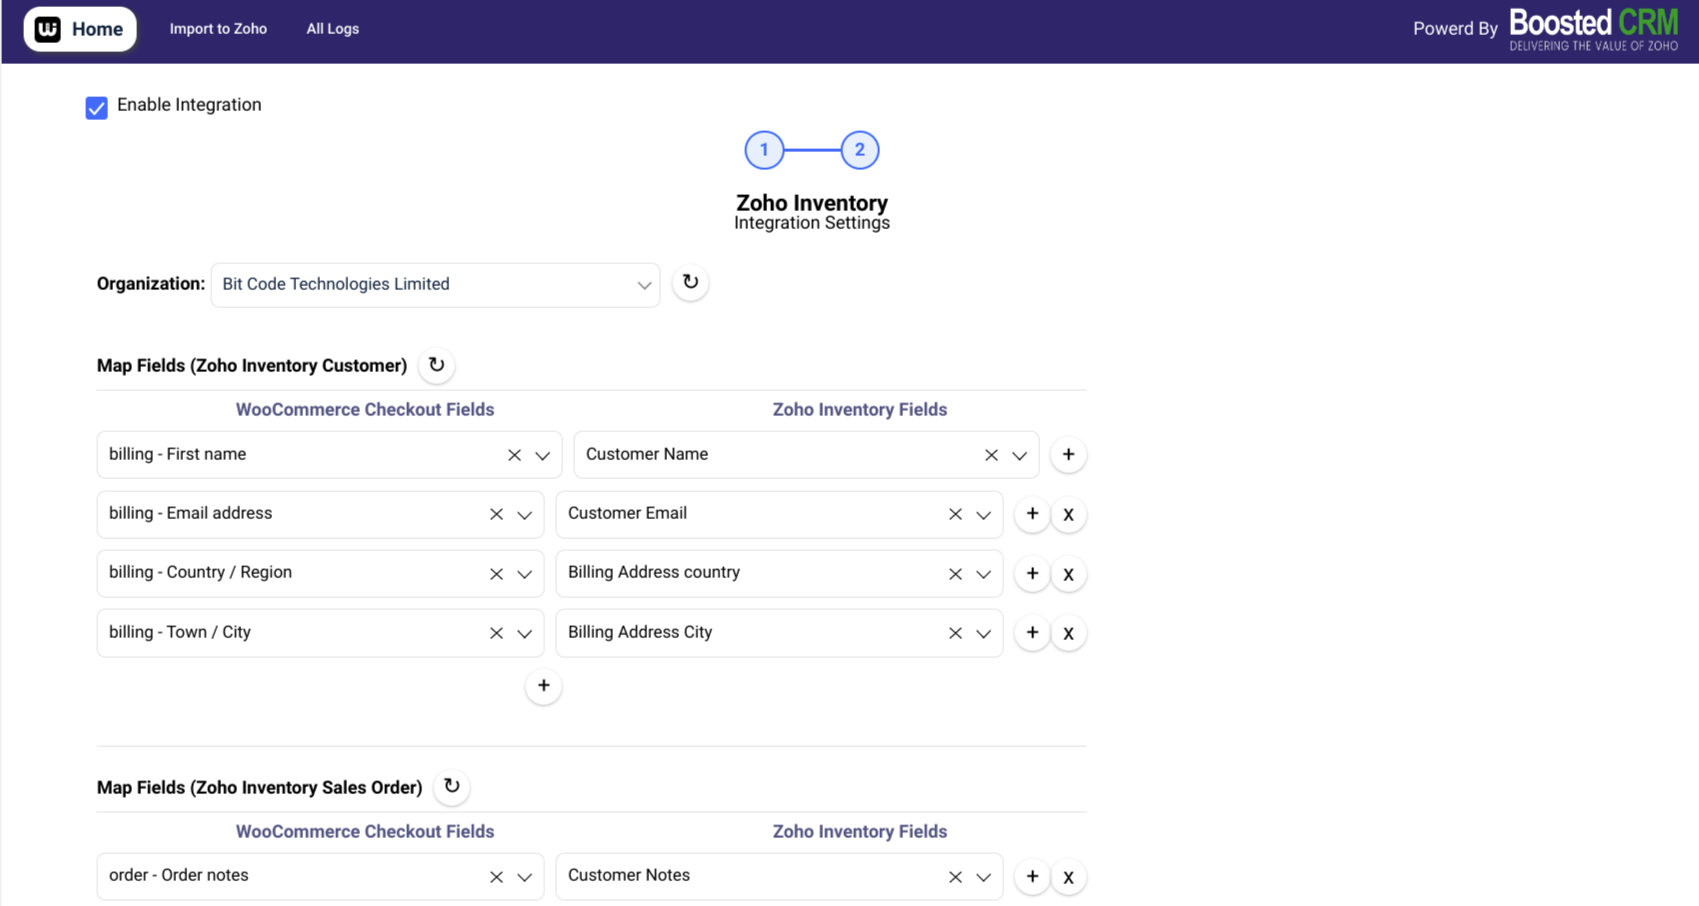 Home
Import to Zoho
All Logs
Powerd By
Boosted CRM
DELIVERING THE VALUE OF ZOHO
Enable Integration
1
2
Zoho Inventory
Integration Settings
Organization:
Bit Code Technologies Limited
Map Fields (Zoho Inventory Customer)
WooCommerce Checkout Fields
Zoho Inventory Fields
billing - First name
Customer Name
+
billing - Email address
Customer Email
+ x
billing - Country / Region
Billing Address country
+ x
billing - Town / City
Billing Address City
+ x
+
Map Fields (Zoho Inventory Sales Order)
WooCommerce Checkout Fields
Zoho Inventory Fields
order - Order notes
Customer Notes
+ x